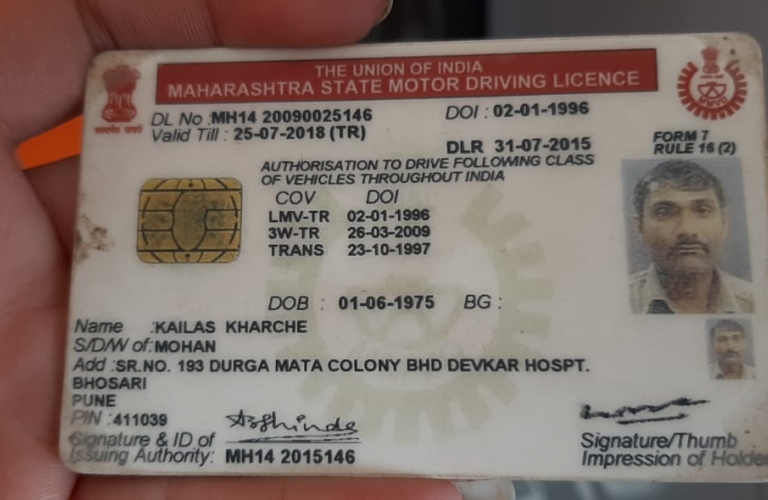 THE UNION OF INDIA
MAHARASHTRA STATE MOTOR DRIVING LICENCE
DL No :MH14 20090025146 DOI : 02-01-1996
Valid Till : 25-07-2018 (TR)
DLR 31-07-2015
FORM 7
RULE 16 (2)
AUTHORISATION TO DRIVE FOLLOWING CLASS
OF VEHICLES THROUGHOUT INDIA
COV DOI
LMV-TR 02-01-1996
3W-TR 26-03-2009
TRANS 23-10-1997
DOB : 01-06-1975 BG :
Name :KAILAS KHARCHE
S/D/W of:MOHAN
Add :SR.NO. 193 DURGA MATA COLONY BHD DEVKAR HOSPT.
BHOSARI
PUNE
PIN :411039
Signature & ID of
Issuing Authority: MH14 2015146
Signature/Thumb
Impression of Holde